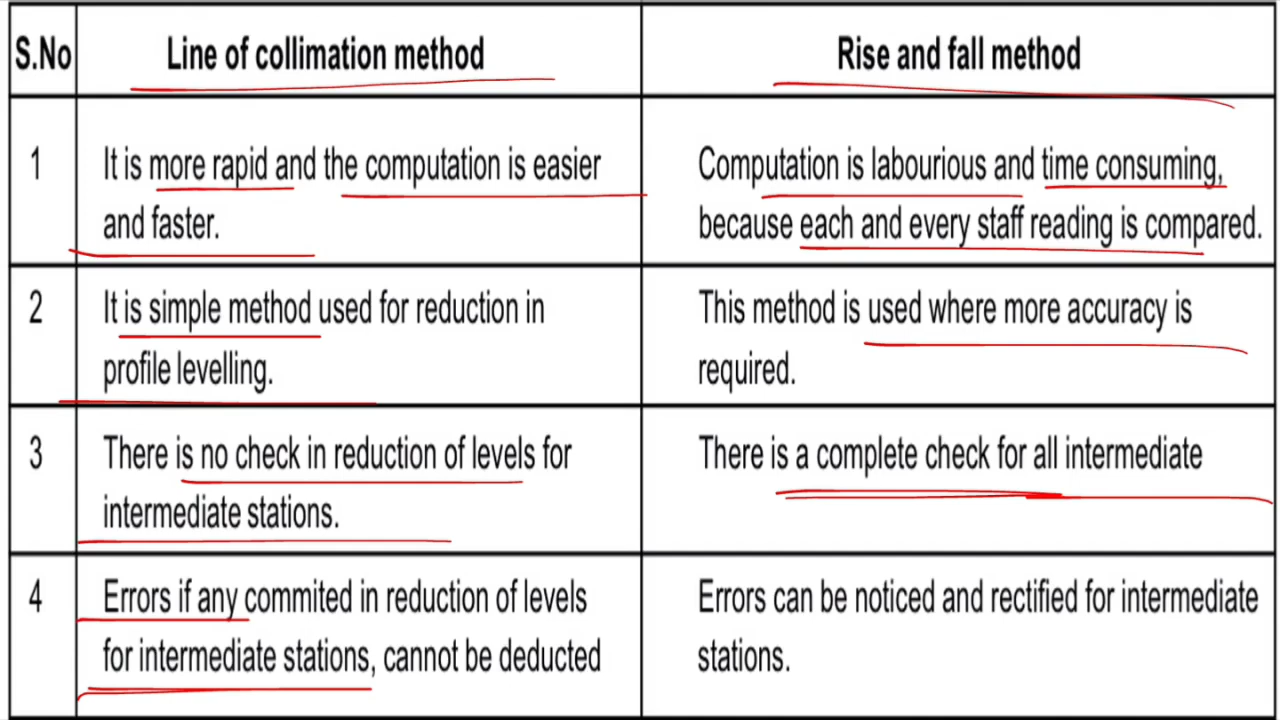 S.No Line of collimation method Rise and fall method
1 It is more rapid and the computation is easier
and faster.
Computation is labourious and time consuming,
because each and every staff reading is compared.
2 It is simple method used for reduction in
profile levelling.
This method is used where more accuracy is
required.
3 There is no check in reduction of levels for
intermediate stations.
There is a complete check for all intermediate
4 Errors if any commited in reduction of levels
for intermediate stations, cannot be deducted
Errors can be noticed and rectified for intermediate
stations.